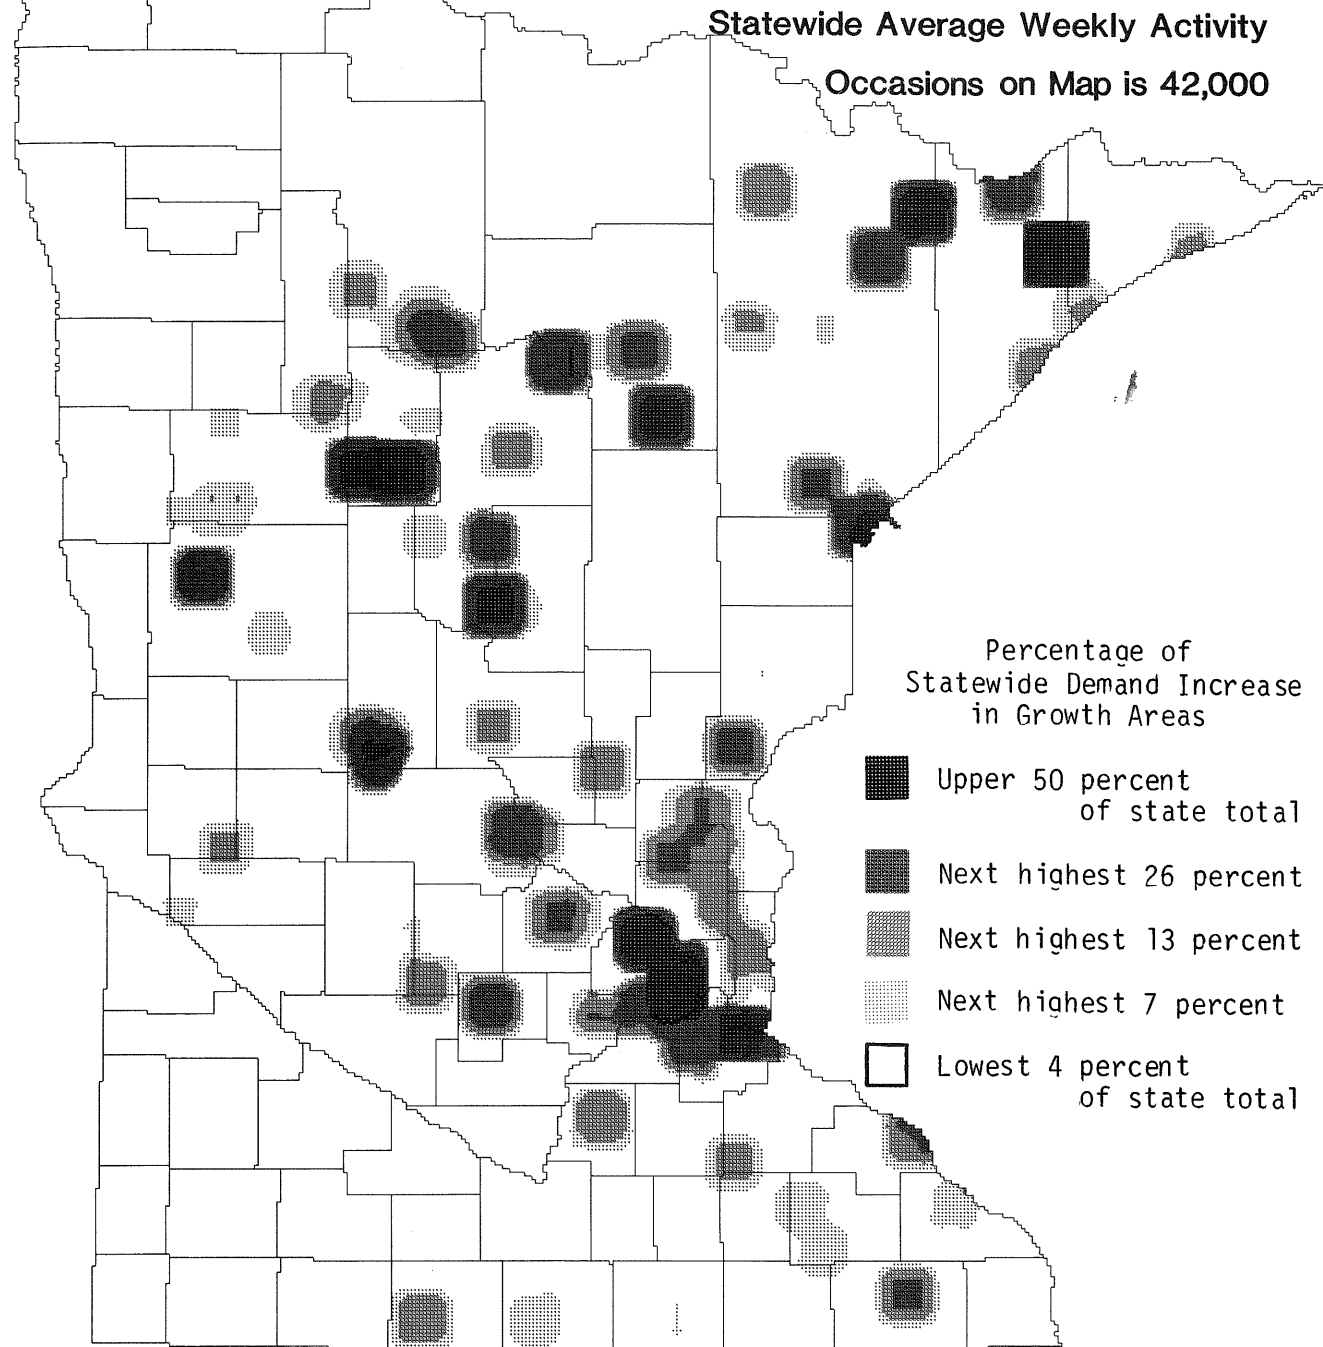 Statewide Average Weekly Activity
Occasions on Map is 42,000
Percentage of
Statewide Demand Increase
in Growth Areas
Upper 50 percent
of state total
Next highest 26 percent
Next highest 13 percent
Next highest 7 percent
Lowest 4 percent
of state total